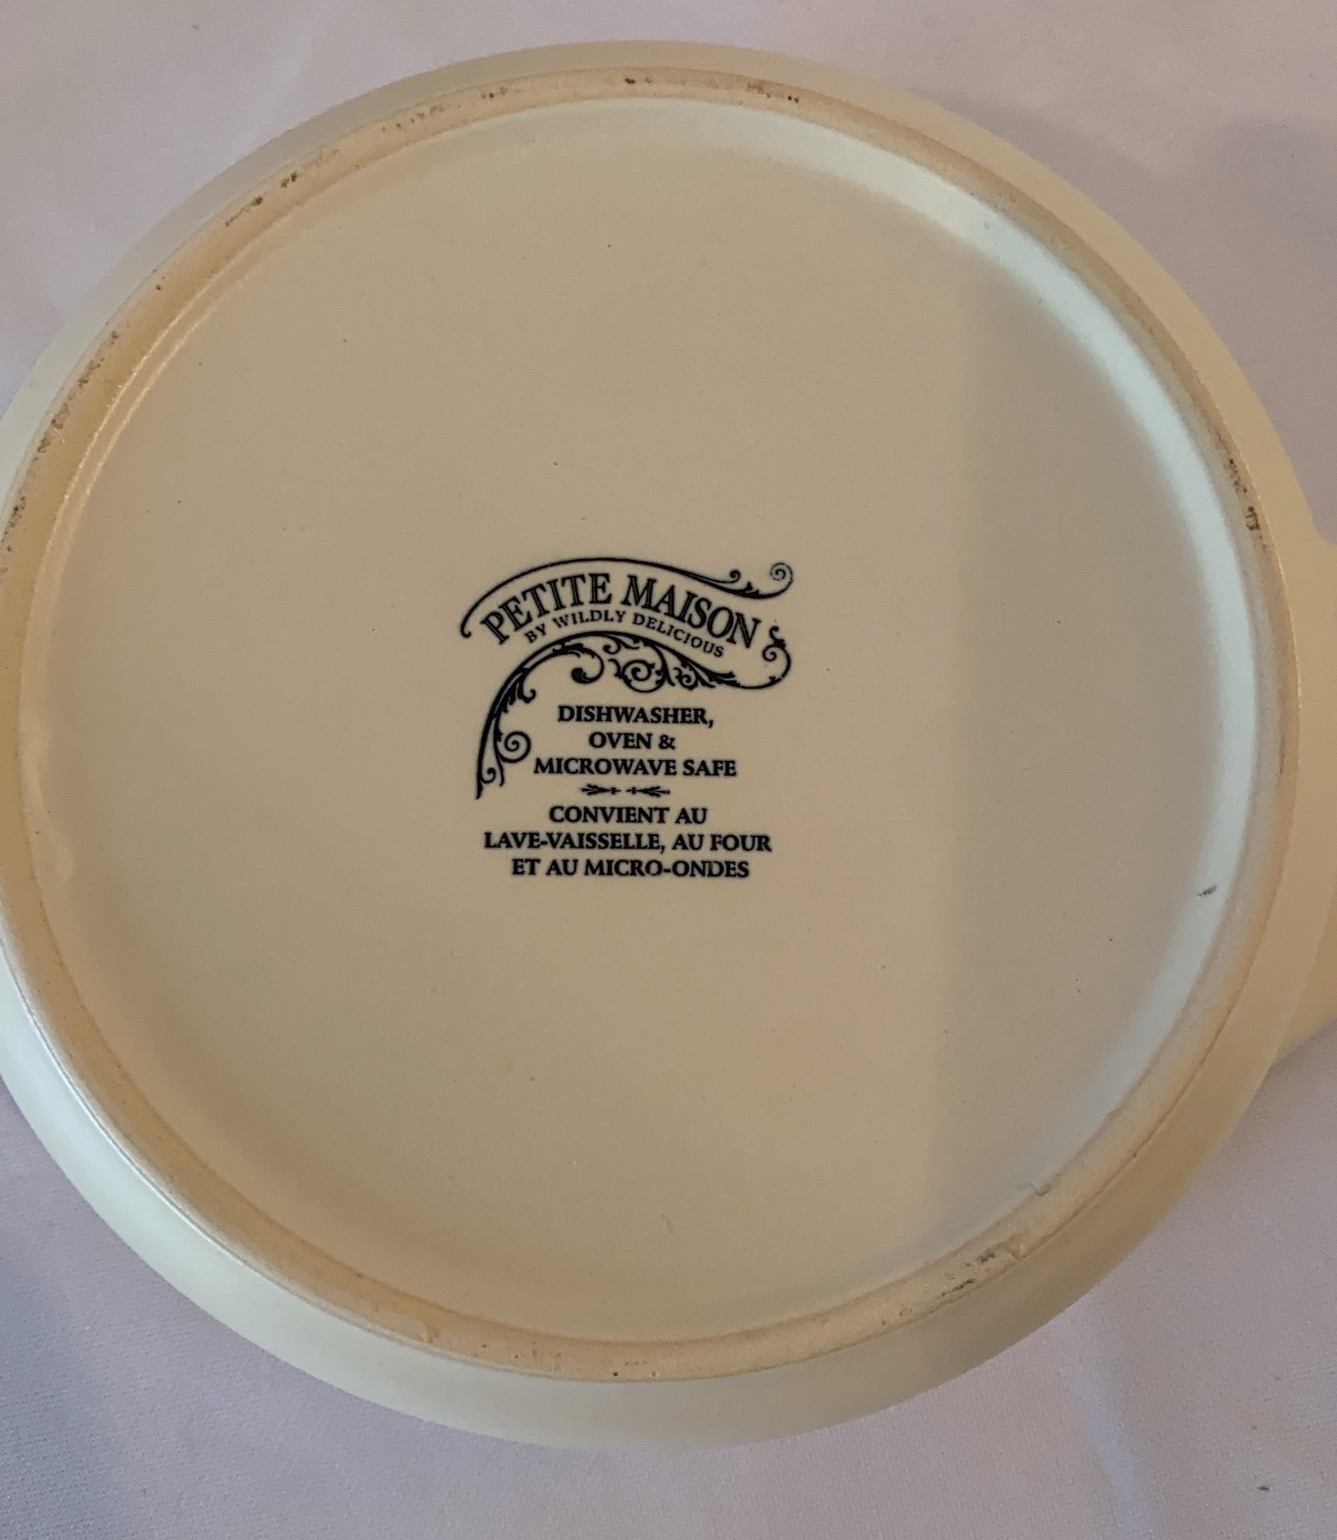 PETITE MAISON
BY WILDLY DELICIOUS
DISHWASHER,
OVEN &
MICROWAVE SAFE
CONVIENT AU
LAVE-VAISSELLE, AU FOUR
ET AU MICRO-ONDES